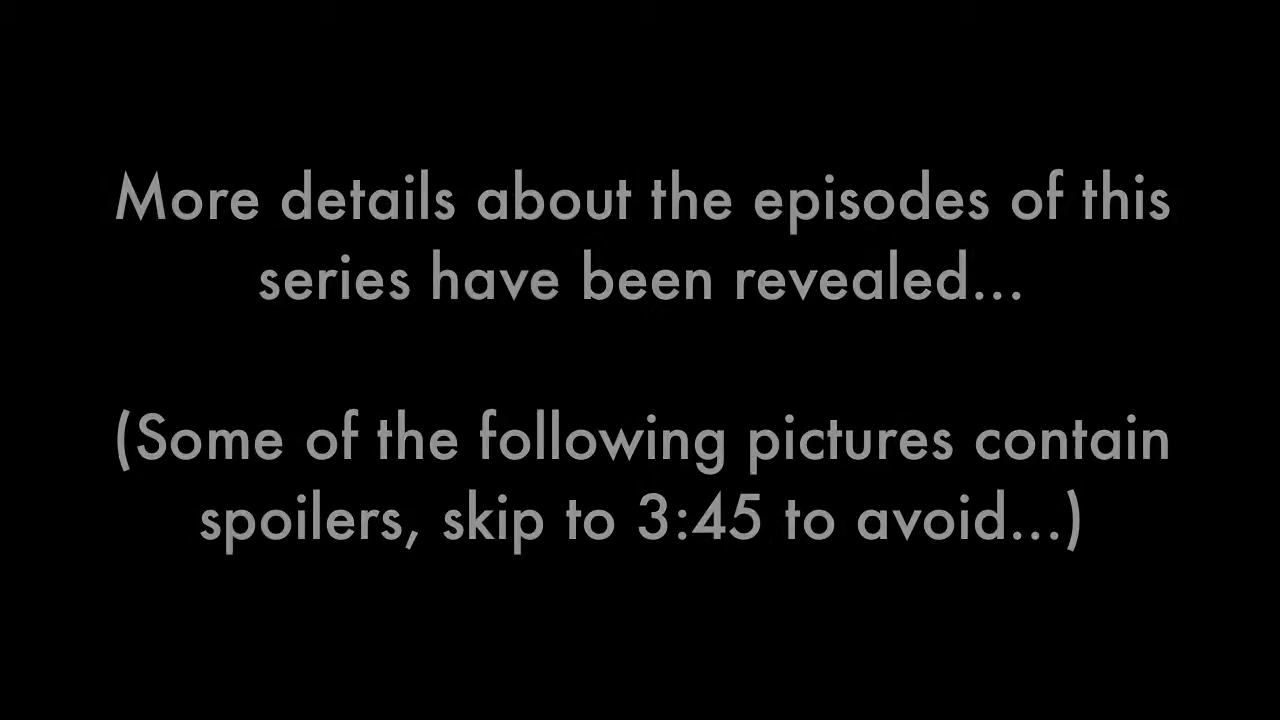 More details about the episodes of this
series have been revealed...
(Some of the following pictures contain
spoilers, skip to 3:45 to avoid...)